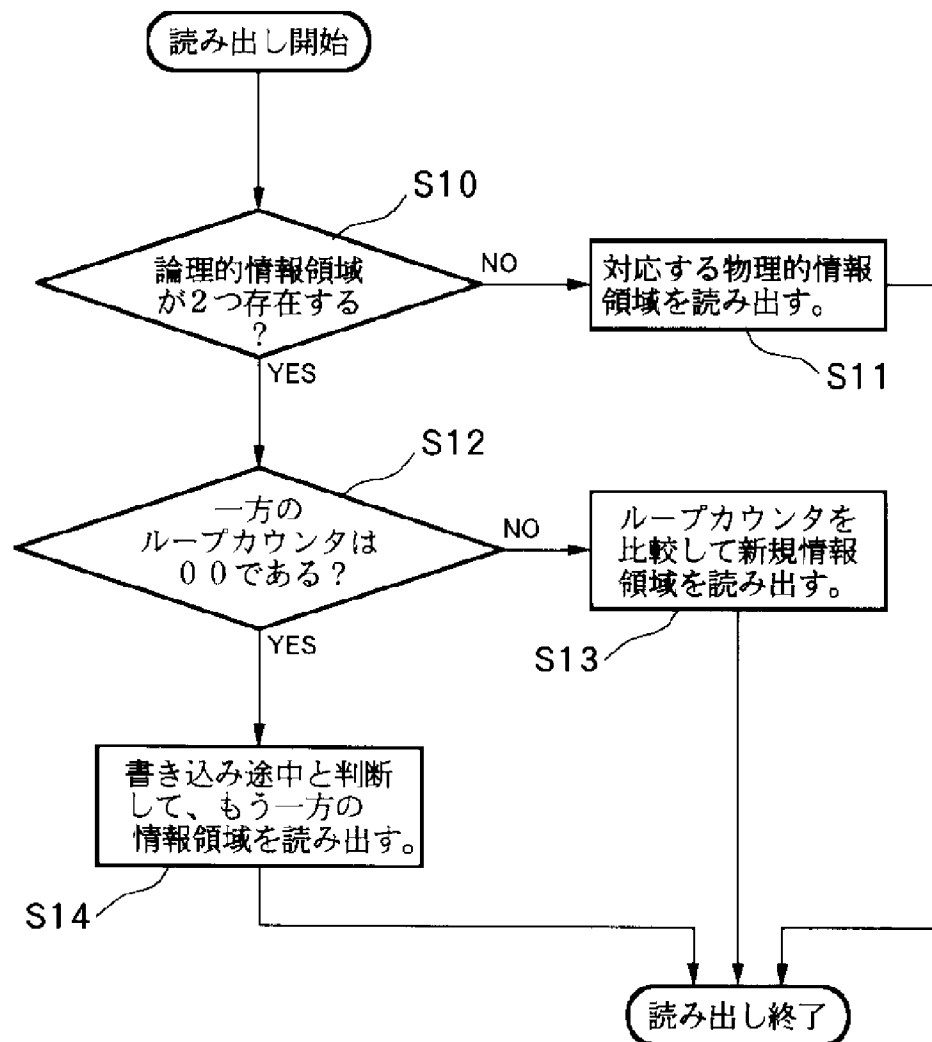 読み出し開始
S10
論理的情報領域
が２つ存在する
？
NO
YES
対応する物理的情報
領域を読み出す。
S11
S12
一方の
ループカウンタは
００である？
NO
YES
ループカウンタを
比較して新規情報
領域を読み出す。
S13
書き込み途中と判断
して、もう一方の
情報領域を読み出す。
S14
読み出し終了